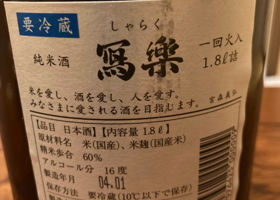 要冷蔵
しゃらく
純米酒
寫樂
一回火入
1.8ℓ詰
米を愛し、酒を愛し、人を愛す。
みなさまに愛される酒を目指します。
宮森義弘
【品目 日本酒】【内容量 1.8ℓ】
原材料名 米(国産)、米麹(国産米)
精米歩合 60%
アルコール分 16度
製造年月 04.01
保存方法 要冷蔵(10℃以下で保存)